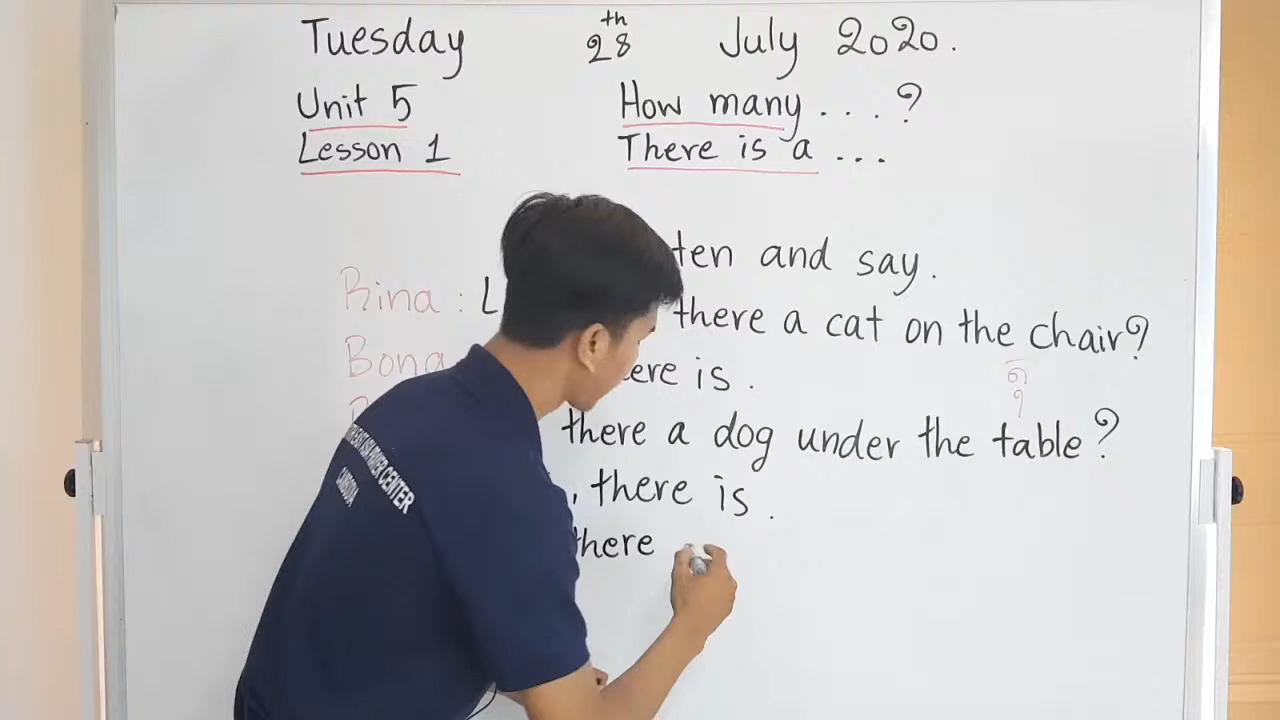 Tuesday 28th July 2020.
Unit 5 How many . . . . ?
Lesson 1 There is a ...
ten and say.
Rina : L there a cat on the chair?
Bona ere is .
there a dog under the table?
, there is .
there
CAMBODIA